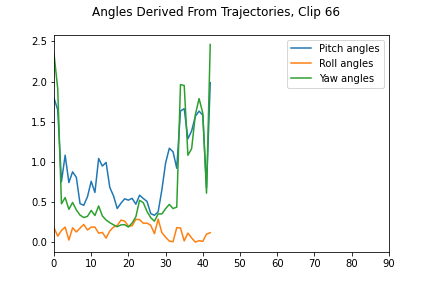 Angles Derived From Trajectories, Clip 66
Pitch angles
Roll angles
Yaw angles
2.5
2.0
1.5
1.0
0.5
0.0
0 10 20 30 40 50 60 70 80 90